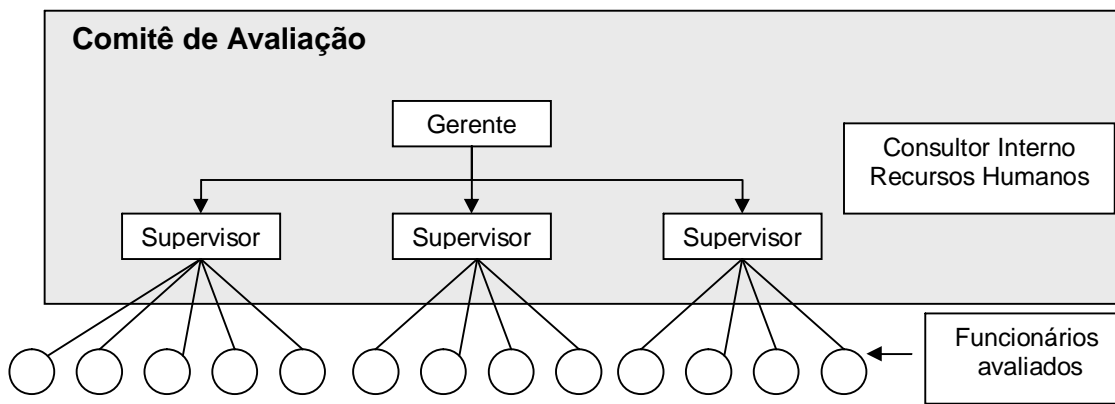 Comitê de Avaliação
Gerente
Consultor Interno
Recursos Humanos
Supervisor
Supervisor
Supervisor
Funcionários
avaliados